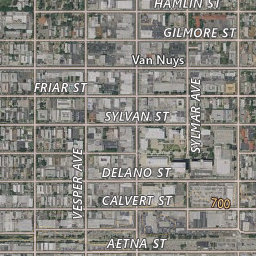 HAMLIN ST
GILMORE ST
Van Nuys
FRIAR ST
SYLMAR AVE
SYLVAN ST
VESPER AVE
DELANO ST
CALVERT ST
700
AETNA ST